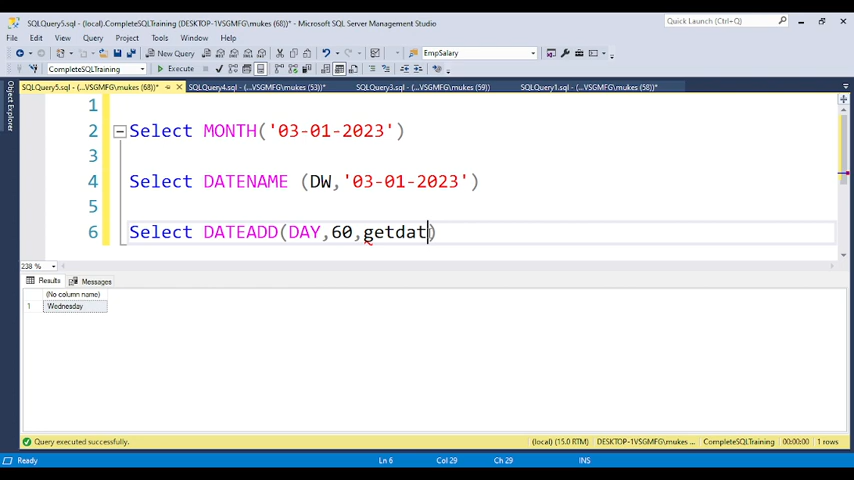 SQLQuery5.sql - (local).CompleteSQLTraining (DESKTOP-1VSGMFG\mukes (68))* - Microsoft SQL Server Management Studio
Quick Launch (Ctrl+Q)
File Edit View Query Project Tools Window Help
New Query EmpSalary
CompleteSQLTraining Execute
SQLQuery5.sql - (l...VSGMFG\mukes (68))* SQLQuery4.sql - (l...VSGMFG\mukes (53))* SQLQuery3.sql - (l...VSGMFG\mukes (59)) SQLQuery1.sql - (l...VSGMFG\mukes (58))*
Object Explorer
1
2 Select MONTH('03-01-2023')
3
4 Select DATENAME (DW,'03-01-2023')
5
6 Select DATEADD(DAY,60,getdat)
238 %
Results Messages
(No column name)
1 Wednesday
Query executed successfully. (local) (15.0 RTM) DESKTOP-1VSGMFG\mukes ... CompleteSQLTraining 00:00:00 1 rows
Ready Ln 6 Col 29 Ch 29 INS